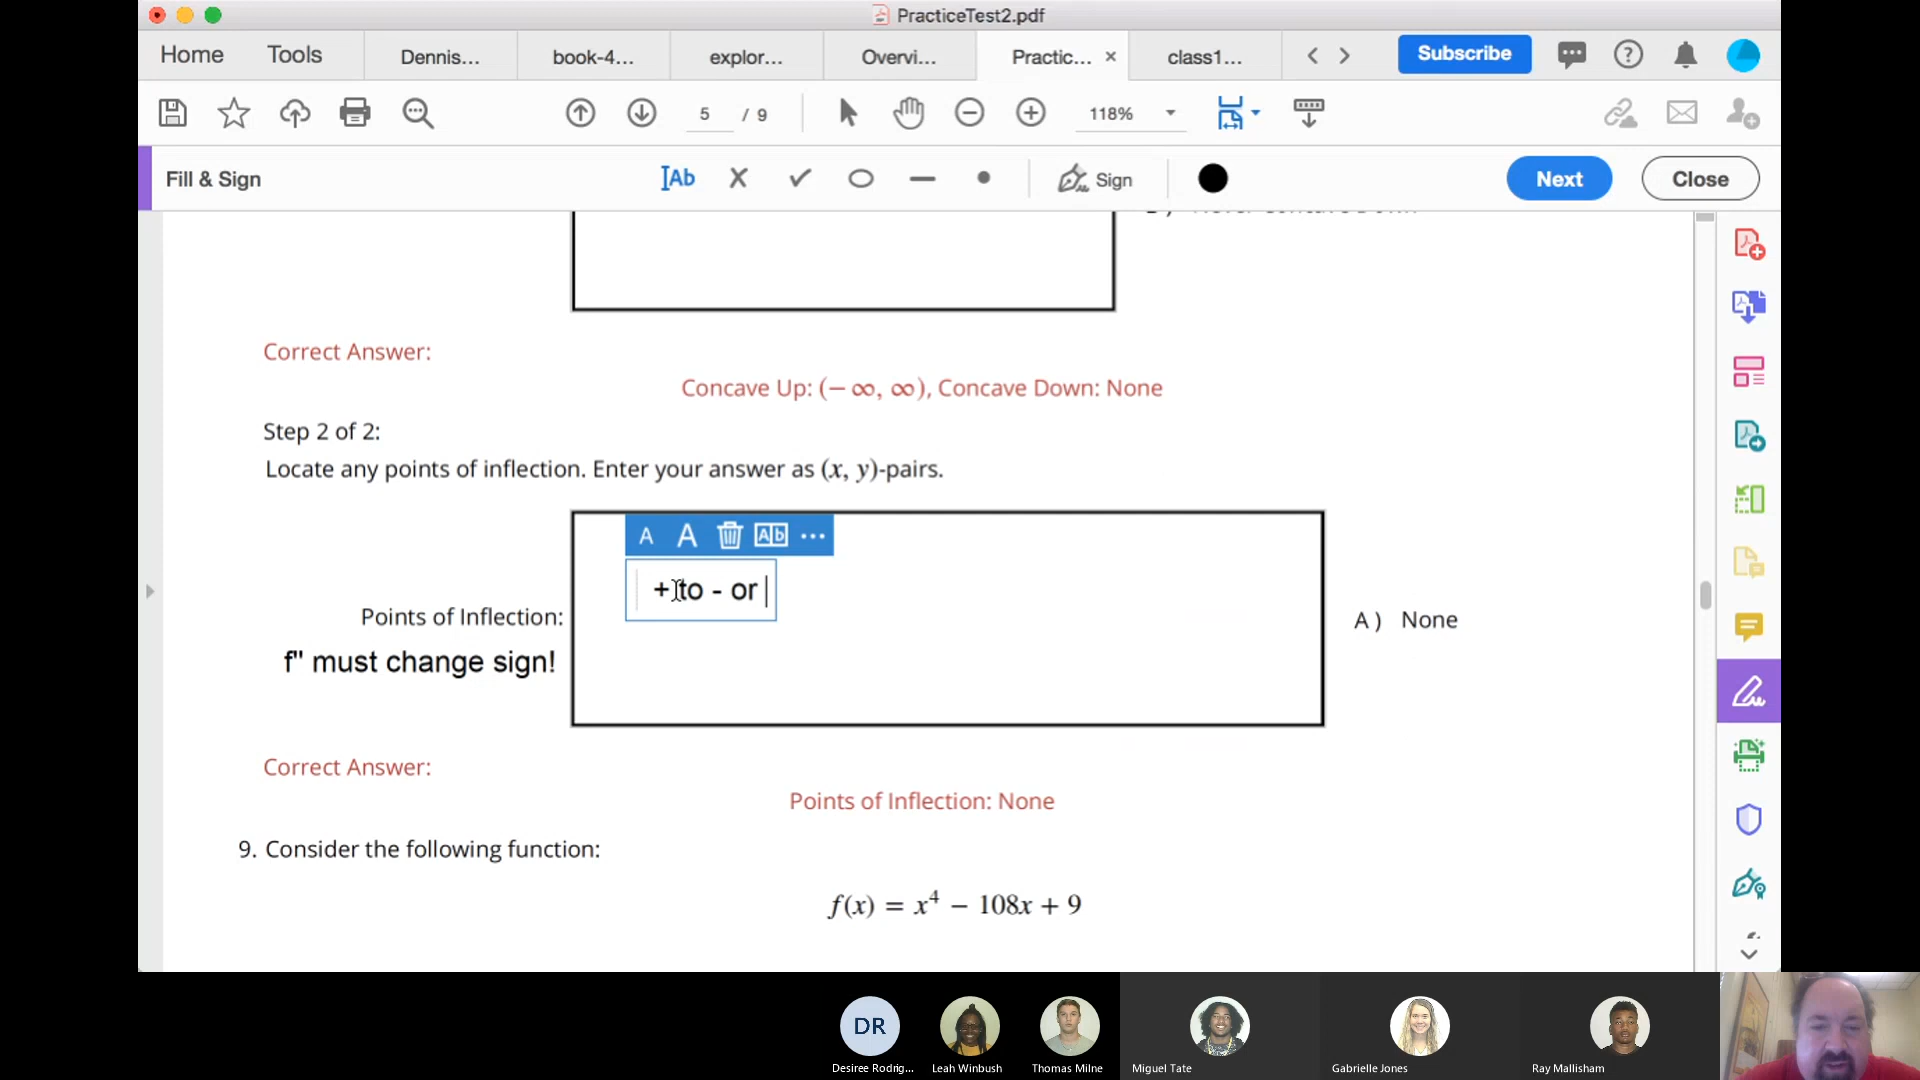 PracticeTest2.pdf
Home Tools Dennis... book-4... explor... Overvi... Practic... × class1... Subscribe
5 / 9 118%
Fill & Sign Ab Sign Next Close
Correct Answer:
Concave Up: (− ∞, ∞), Concave Down: None
Step 2 of 2:
Locate any points of inflection. Enter your answer as (x, y)-pairs.
A A Ab ...
+ to - or
Points of Inflection:
A ) None
f" must change sign!
Correct Answer:
Points of Inflection: None
9. Consider the following function:
f(x) = x⁴ − 108x + 9
DR
Desiree Rodrig... Leah Winbush Thomas Milne Miguel Tate Gabrielle Jones Ray Mallisham